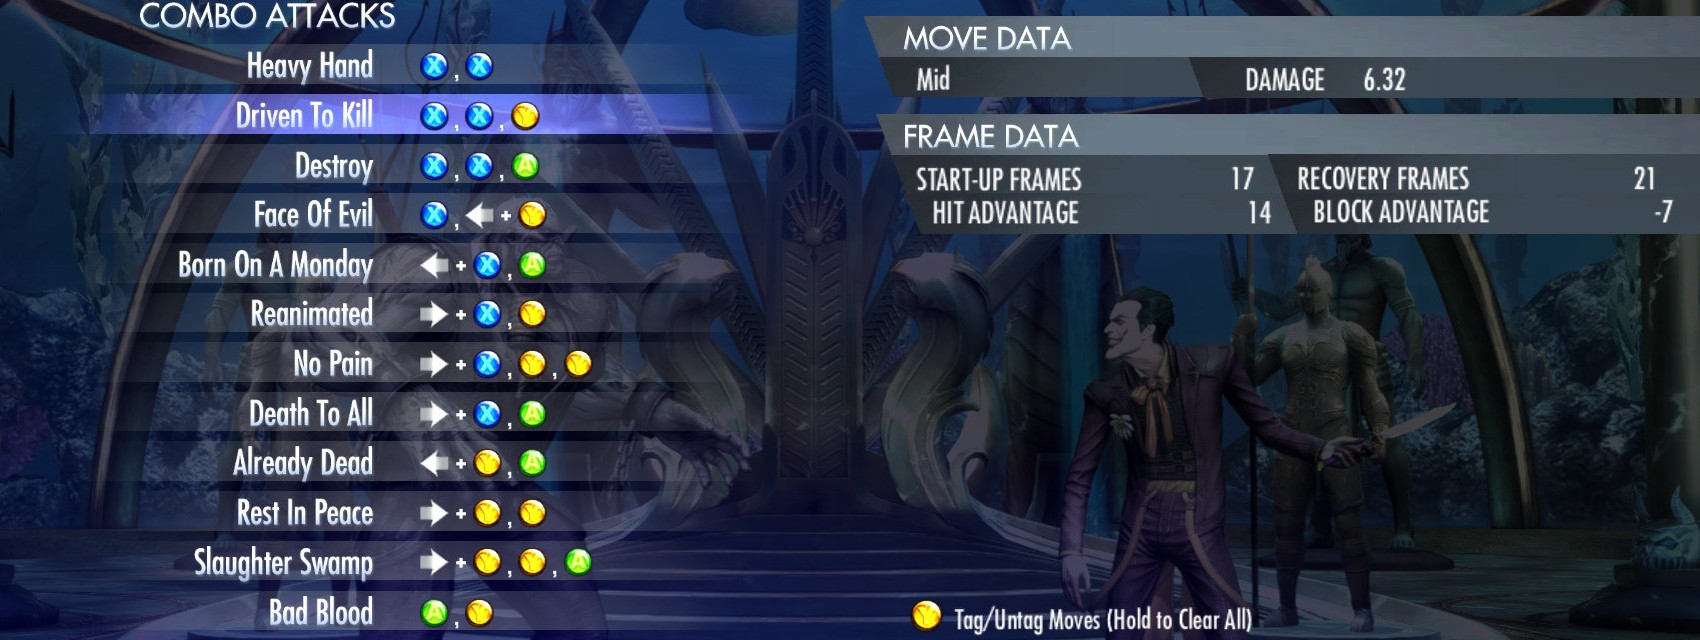 COMBO ATTACKS
Heavy Hand X , X
Driven To Kill X , X , Y
Destroy X , X , A
Face Of Evil X , + Y
Born On A Monday + X , A
Reanimated + X , Y
No Pain + X , Y , Y
Death To All + X , A
Already Dead + Y , A
Rest In Peace + Y , Y
Slaughter Swamp + Y , Y , A
Bad Blood A , Y
MOVE DATA
Mid DAMAGE 6.32
FRAME DATA
START-UP FRAMES 17 RECOVERY FRAMES 21
HIT ADVANTAGE 14 BLOCK ADVANTAGE -7
Y Tag/Untag Moves (Hold to Clear All)